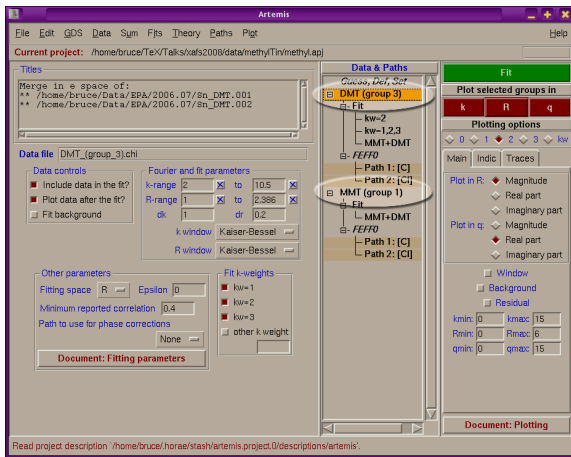 Artemis
File Edit GDS Data Sum Fits Theory Paths Plot Help
Current project: /home/bruce/TeX/Talks/xafs2008/data/methylTin/methyl.apj
Titles
Merge in e space of:
** /home/bruce/Data/EPA/2006.07/Sn_DMT.001
** /home/bruce/Data/EPA/2006.07/Sn_DMT.002
Data file DMT_(group_3).chi
Data controls
Include data in the fit?
Plot data after the fit?
Fit background
Fourier and fit parameters
k-range 2 to 10.5
R-range 1 to 2.386
dk 1 dr 0.2
k window Kaiser-Bessel
R window Kaiser-Bessel
Other parameters
Fitting space R Epsilon 0
Minimum reported correlation 0.4
Path to use for phase corrections
None
Document: Fitting parameters
Fit k-weights
kw=1
kw=2
kw=3
other k weight
Data & Paths
Guess, Def, Set
DMT (group 3)
Fit
kw=2
kw=1,2,3
MMT+DMT
FEFF0
Path 1: [C]
Path 2: [Cl]
MMT (group 1)
Fit
MMT+DMT
FEFF0
Path 1: [C]
Path 2: [Cl]
Fit
Plot selected groups in
k R q
Plotting options
0 1 2 3 kw
Main Indic Traces
Plot in R: Magnitude
Real part
Imaginary part
Plot in q: Magnitude
Real part
Imaginary part
Window
Background
Residual
kmin: 0 kmax: 15
Rmin: 0 Rmax: 6
qmin: 0 qmax: 15
Document: Plotting
Read project description `/home/bruce/.horae/stash/artemis.project.0/descriptions/artemis'.